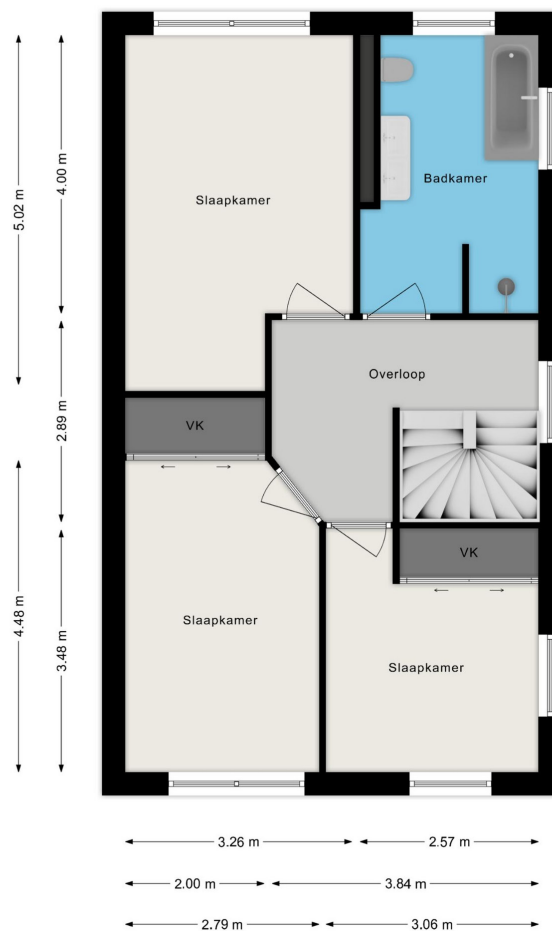 5.02 m
4.00 m
Slaapkamer
Badkamer
2.89 m
Overloop
VK
4.48 m
3.48 m
VK
Slaapkamer
Slaapkamer
3.26 m
2.57 m
2.00 m
3.84 m
2.79 m
3.06 m